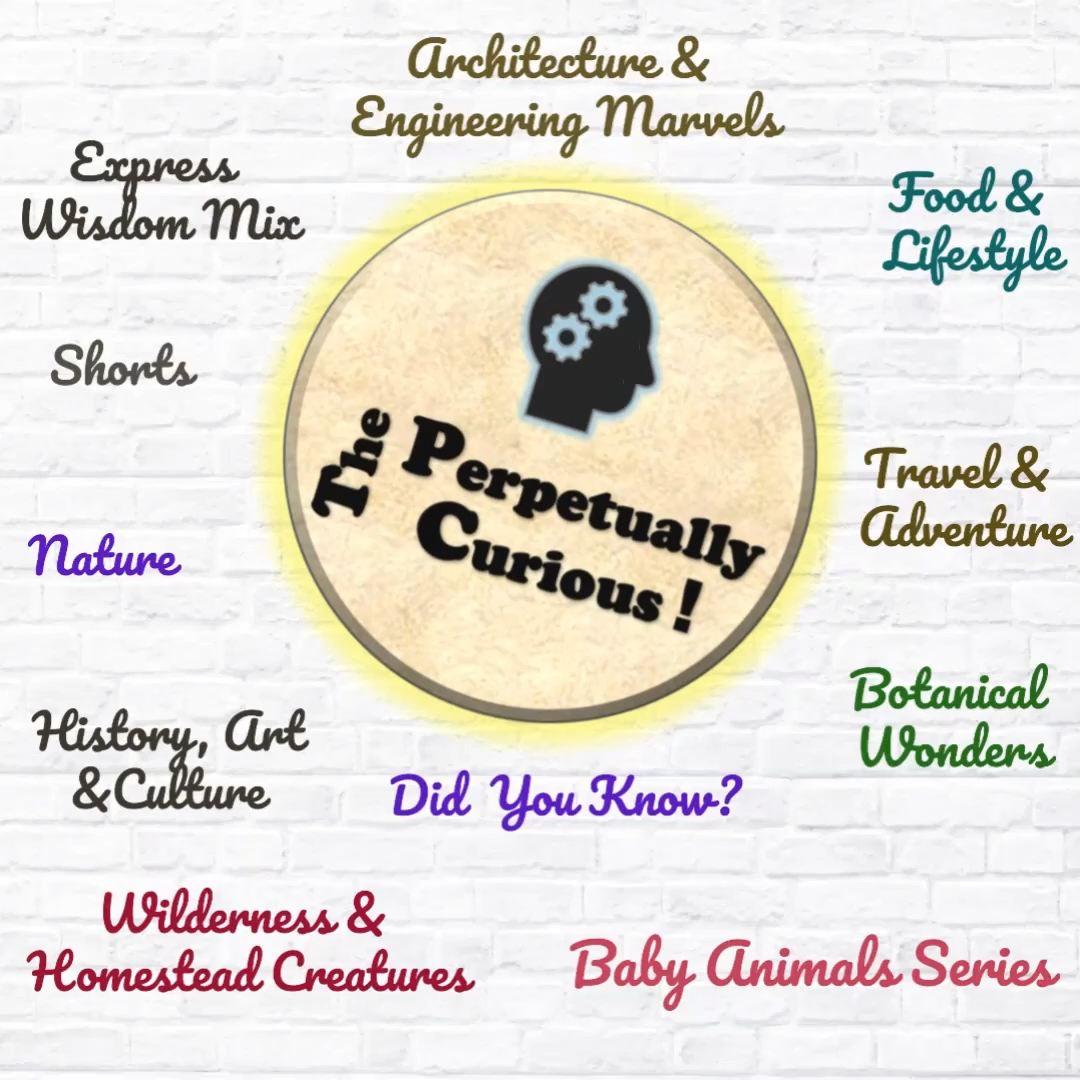 Architecture &
Engineering Marvels
Express
Wisdom Mix
Food &
Lifestyle
Shorts
The Perpetually
Curious !
Travel &
Adventure
Nature
Botanical
Wonders
History, Art
&Culture
Did You Know?
Wilderness &
Homestead Creatures
Baby Animals Series